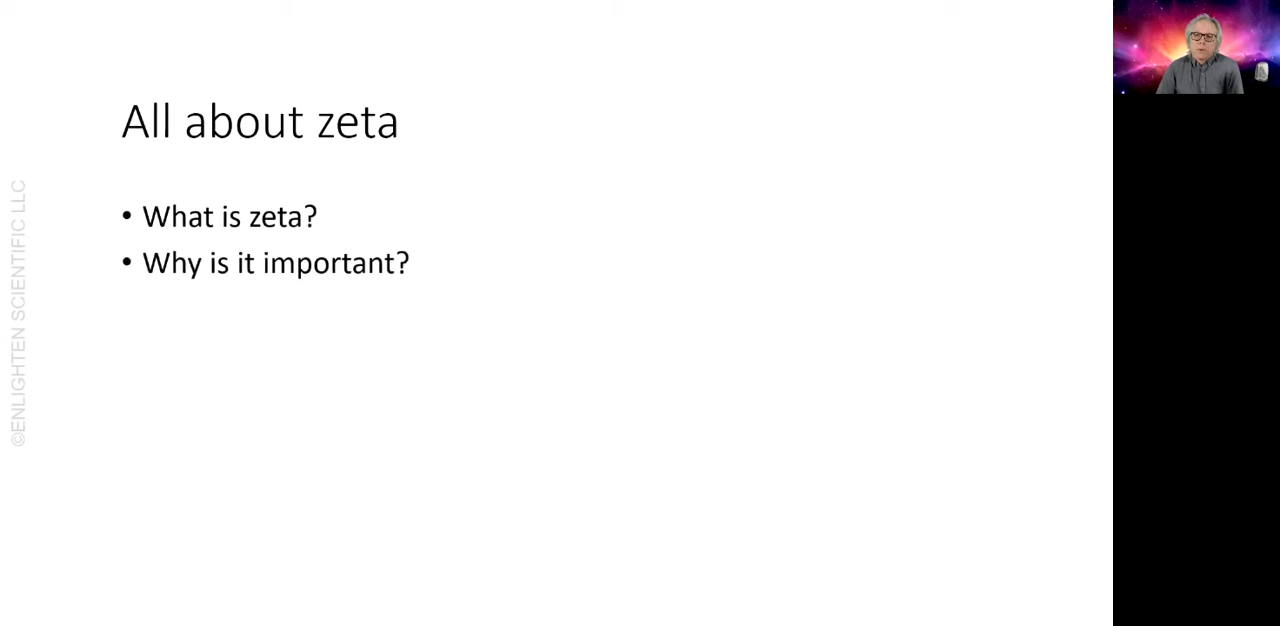 All about zeta
• What is zeta?
• Why is it important?
©ENLIGHTEN SCIENTIFIC LLC